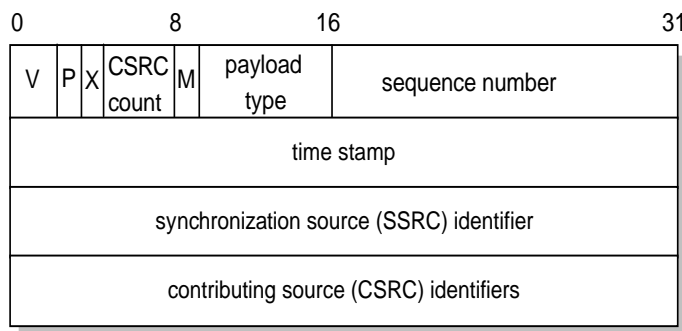 0 8 16 31
V P X CSRC count M payload type sequence number
time stamp
synchronization source (SSRC) identifier
contributing source (CSRC) identifiers